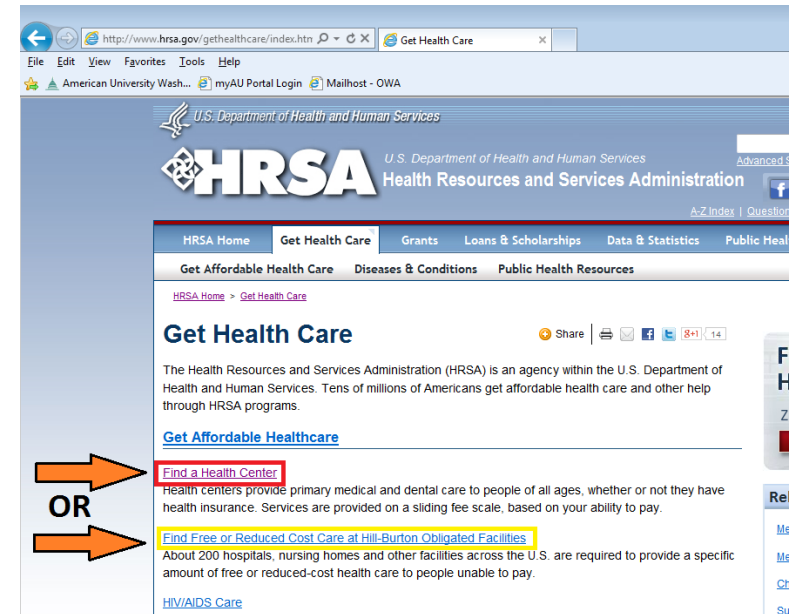 http://www.hrsa.gov/gethealthcare/index.htn
Get Health Care
File Edit View Favorites Tools Help
American University Wash... myAU Portal Login Mailhost - OWA
U.S. Department of Health and Human Services
HRSA
U.S. Department of Health and Human Services
Health Resources and Services Administration
Advanced S
A-Z Index | Question
HRSA Home Get Health Care Grants Loans & Scholarships Data & Statistics Public Heal
Get Affordable Health Care Diseases & Conditions Public Health Resources
HRSA Home > Get Health Care
Get Health Care
Share 14
The Health Resources and Services Administration (HRSA) is an agency within the U.S. Department of
Health and Human Services. Tens of millions of Americans get affordable health care and other help
through HRSA programs.
Get Affordable Healthcare
Find a Health Center
Health centers provide primary medical and dental care to people of all ages, whether or not they have
health insurance. Services are provided on a sliding fee scale, based on your ability to pay.
OR
Find Free or Reduced Cost Care at Hill-Burton Obligated Facilities
About 200 hospitals, nursing homes and other facilities across the U.S. are required to provide a specific
amount of free or reduced-cost health care to people unable to pay.
HIV/AIDS Care
F
H
Z
Rel
Me
Me
Ch
Su